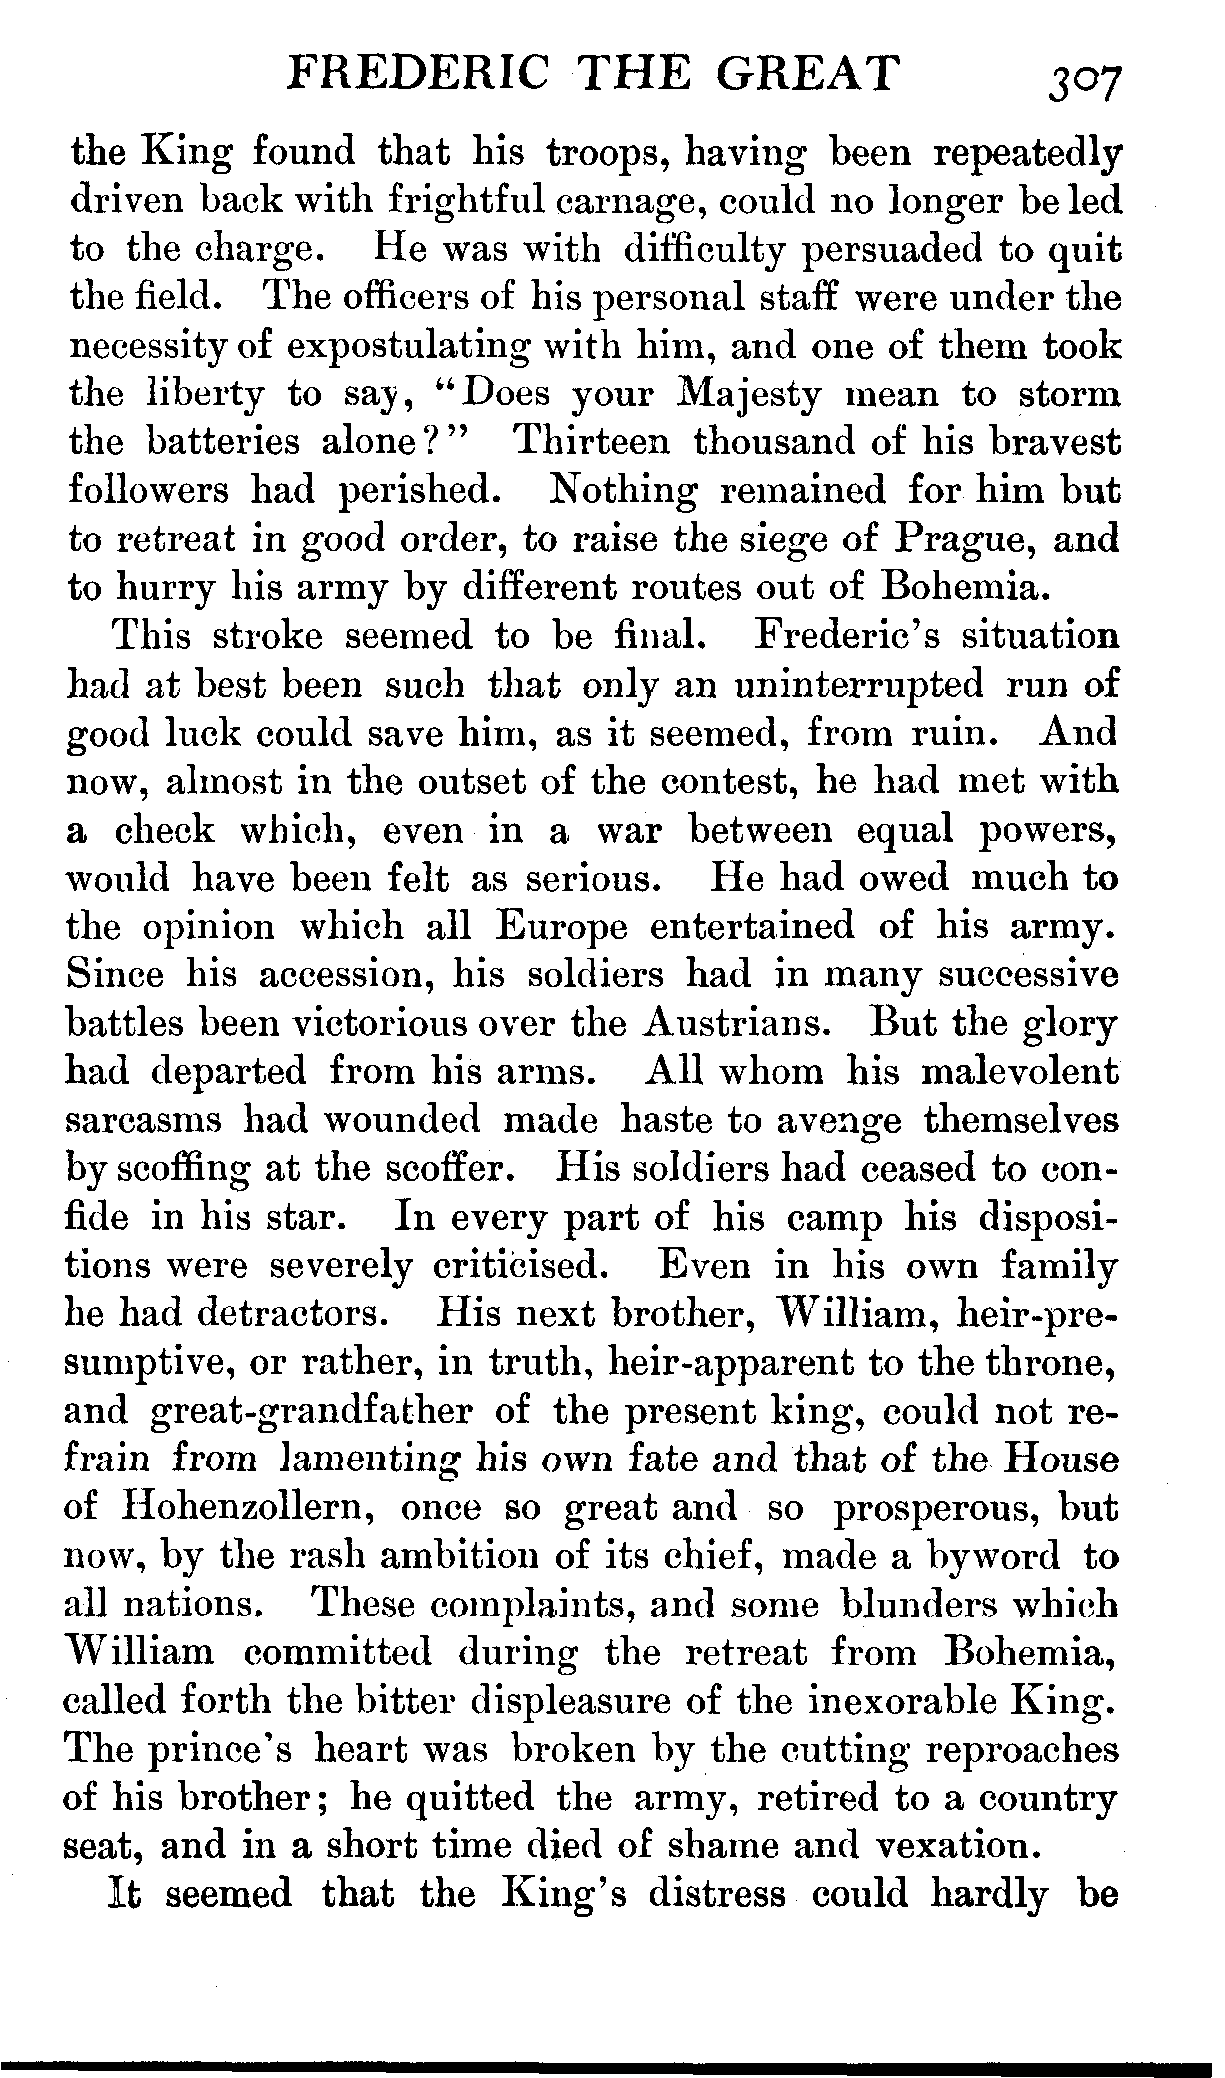 FREDERIC THE GREAT 307
the King found that his troops, having been repeatedly
driven back with frightful carnage, could no longer be led
to the charge. He was with difficulty persuaded to quit
the field. The officers of his personal staff were under the
necessity of expostulating with him, and one of them took
the liberty to say, “Does your Majesty mean to storm
the batteries alone?” Thirteen thousand of his bravest
followers had perished. Nothing remained for him but
to retreat in good order, to raise the siege of Prague, and
to hurry his army by different routes out of Bohemia.
This stroke seemed to be final. Frederic’s situation
had at best been such that only an uninterrupted run of
good luck could save him, as it seemed, from ruin. And
now, almost in the outset of the contest, he had met with
a check which, even in a war between equal powers,
would have been felt as serious. He had owed much to
the opinion which all Europe entertained of his army.
Since his accession, his soldiers had in many successive
battles been victorious over the Austrians. But the glory
had departed from his arms. All whom his malevolent
sarcasms had wounded made haste to avenge themselves
by scoffing at the scoffer. His soldiers had ceased to con-
fide in his star. In every part of his camp his disposi-
tions were severely criticised. Even in his own family
he had detractors. His next brother, William, heir-pre-
sumptive, or rather, in truth, heir-apparent to the throne,
and great-grandfather of the present king, could not re-
frain from lamenting his own fate and that of the House
of Hohenzollern, once so great and so prosperous, but
now, by the rash ambition of its chief, made a byword to
all nations. These complaints, and some blunders which
William committed during the retreat from Bohemia,
called forth the bitter displeasure of the inexorable King.
The prince’s heart was broken by the cutting reproaches
of his brother; he quitted the army, retired to a country
seat, and in a short time died of shame and vexation.
It seemed that the King’s distress could hardly be